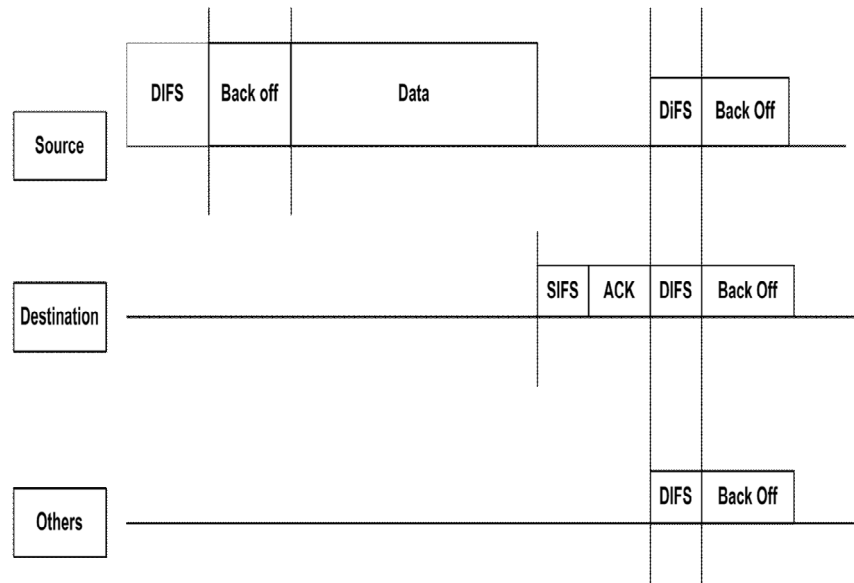 DIFS
Back off
Data
DiFS
Back Off
Source
SIFS
ACK
DIFS
Back Off
Destination
DIFS
Back Off
Others